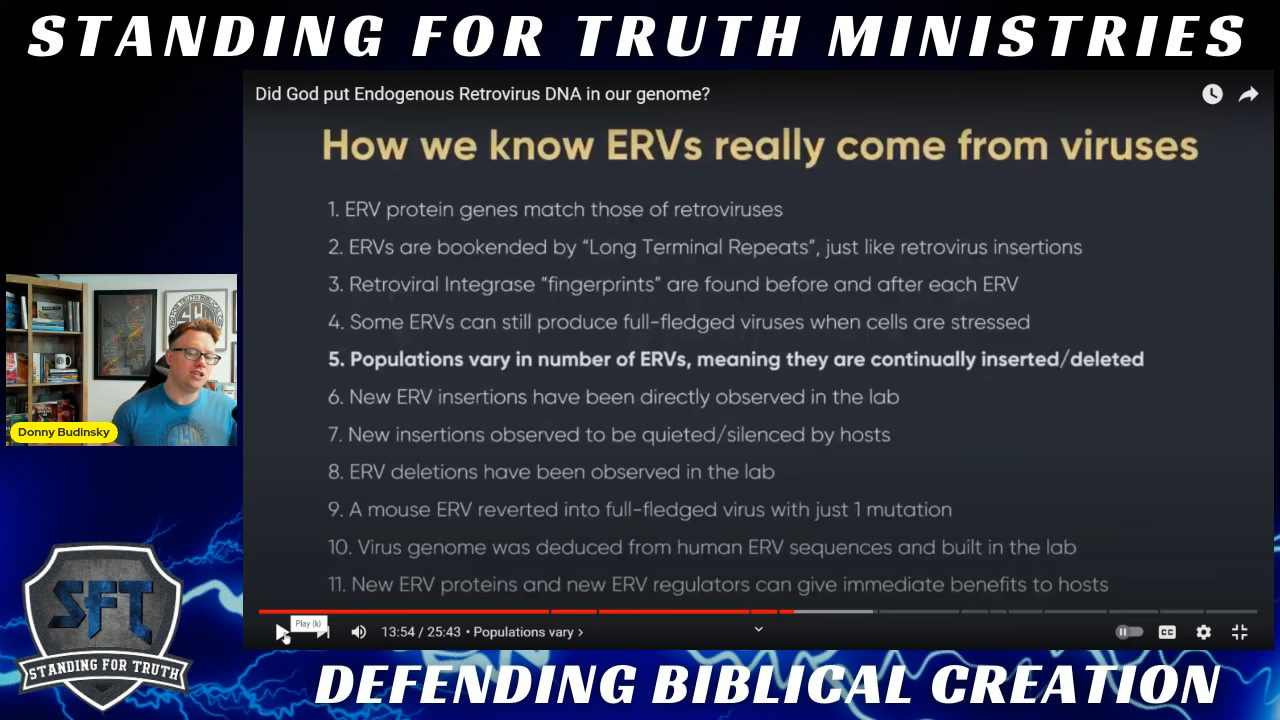 STANDING FOR TRUTH MINISTRIES
Did God put Endogenous Retrovirus DNA in our genome?
How we know ERVs really come from viruses
1. ERV protein genes match those of retroviruses
2. ERVs are bookended by “Long Terminal Repeats”, just like retrovirus insertions
3. Retroviral Integrase “fingerprints” are found before and after each ERV
4. Some ERVs can still produce full-fledged viruses when cells are stressed
5. Populations vary in number of ERVs, meaning they are continually inserted/deleted
6. New ERV insertions have been directly observed in the lab
7. New insertions observed to be quieted/silenced by hosts
8. ERV deletions have been observed in the lab
9. A mouse ERV reverted into full-fledged virus with just 1 mutation
10. Virus genome was deduced from human ERV sequences and built in the lab
11. New ERV proteins and new ERV regulators can give immediate benefits to hosts
Donny Budinsky
Play (k)
13:54 / 25:43 • Populations vary >
CC
SFT
STANDING FOR TRUTH
DEFENDING BIBLICAL CREATION